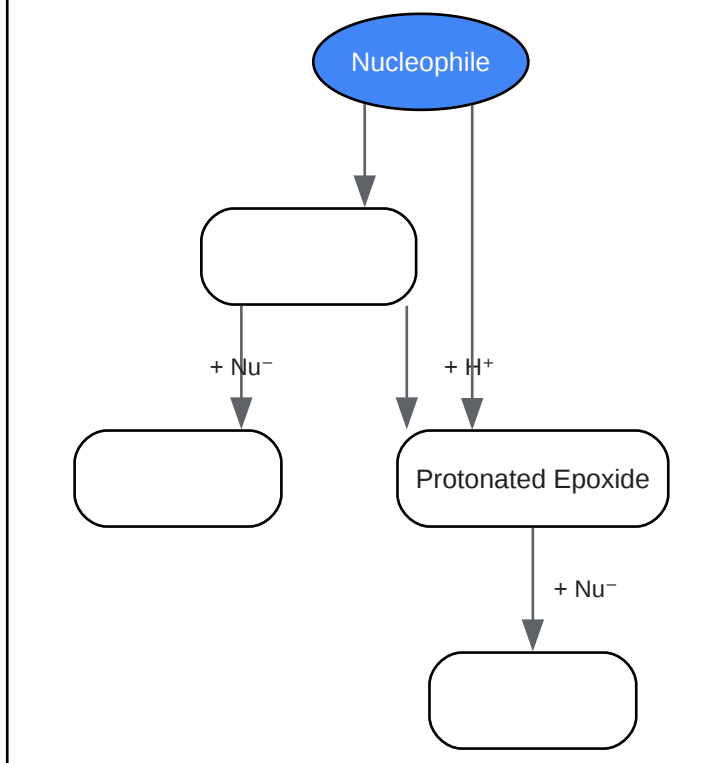 Nucleophile
+ Nu⁻
+ H⁺
Protonated Epoxide
+ Nu⁻